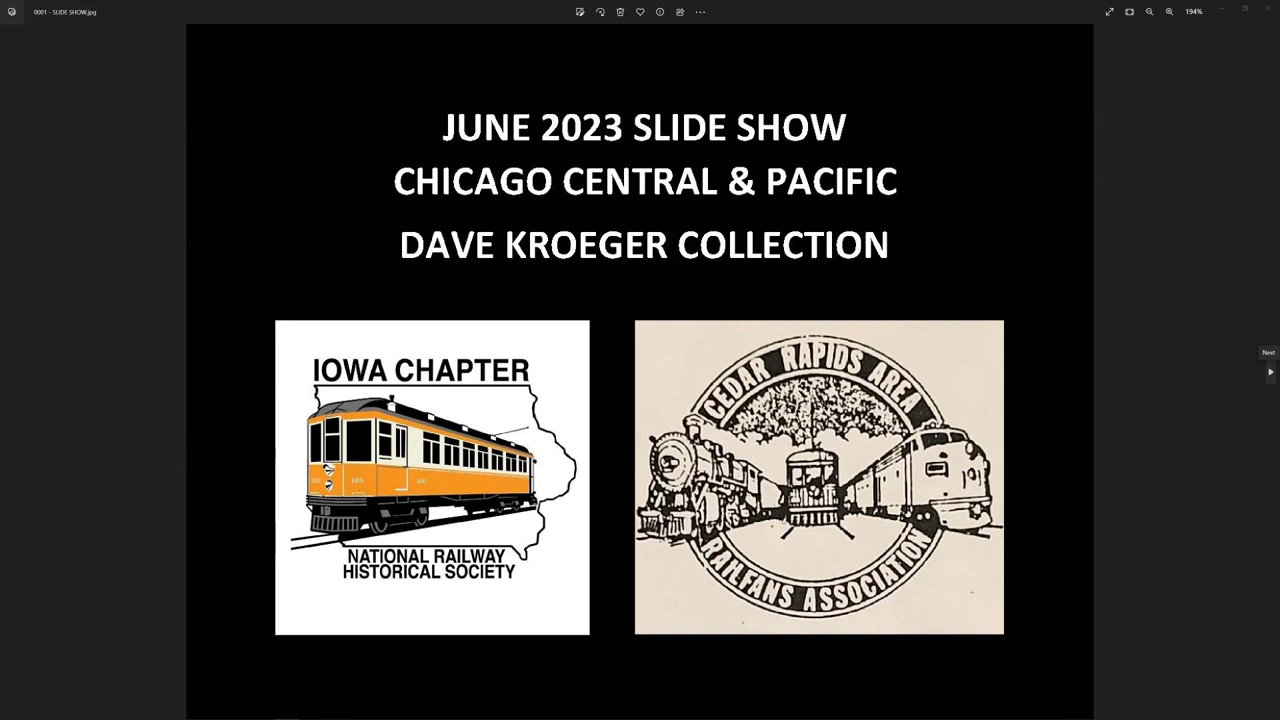 0001 - SLIDE SHOW.jpg
194%
JUNE 2023 SLIDE SHOW
CHICAGO CENTRAL & PACIFIC
DAVE KROEGER COLLECTION
IOWA CHAPTER
100
100
NATIONAL RAILWAY
HISTORICAL SOCIETY
CEDAR RAPIDS AREA
RAILFANS ASSOCIATION
Next